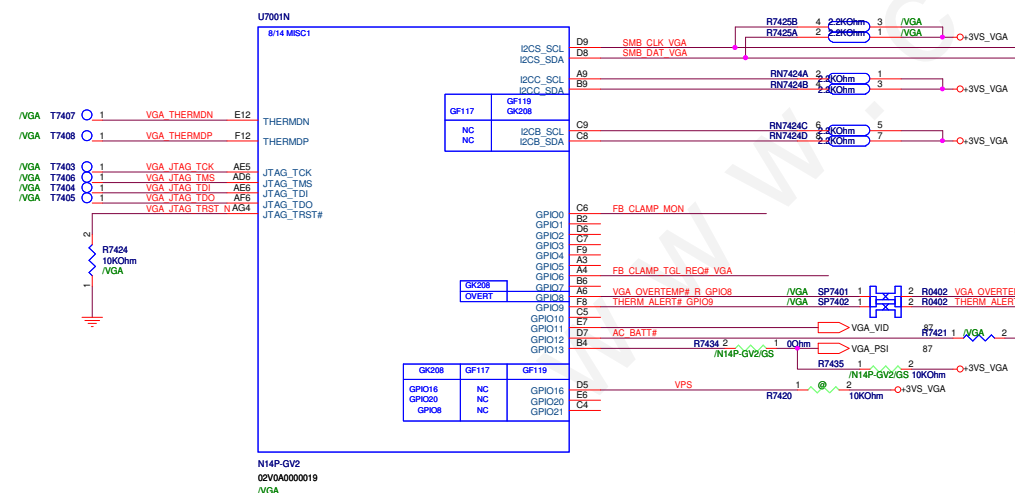 U7001N
8/14 MISC1
R7425B 4 2.2KOhm 3 /VGA
R7425A 2 2.2KOhm 1 /VGA
+3VS_VGA
I2CS_SCL D9 SMB_CLK_VGA
I2CS_SDA D8 SMB_DAT_VGA
I2CC_SCL A9 RN7424A 2 2.2KOhm 1
I2CC_SDA B9 RN7424B 4 2.2KOhm 3
+3VS_VGA
GF117 GF119
GK208
NC
NC
I2CB_SCL C9 RN7424C 6 2.2KOhm 5
I2CB_SDA C8 RN7424D 8 2.2KOhm 7
+3VS_VGA
/VGA T7407 1 VGA_THERMDN E12 THERMDN
/VGA T7408 1 VGA_THERMDP F12 THERMDP
/VGA T7403 1 VGA_JTAG_TCK AE5 JTAG_TCK
/VGA T7406 1 VGA_JTAG_TMS AD6 JTAG_TMS
/VGA T7404 1 VGA_JTAG_TDI AE6 JTAG_TDI
/VGA T7405 1 VGA_JTAG_TDO AF6 JTAG_TDO
VGA_JTAG_TRST_N AG4 JTAG_TRST#
2
R7424
10KOhm
/VGA
1
GPIO0 C6 FB_CLAMP_MON
GPIO1 B2
GPIO2 D6
GPIO3 C7
GPIO4 F9
GPIO5 A3
GPIO6 A4 FB_CLAMP_TGL_REQ#_VGA
GPIO7 B6
GK208
OVERT
GPIO8 A6 VGA_OVERTEMP#_R_GPIO8 /VGA SP7401 1 2 R0402 VGA_OVERTE
GPIO9 F8 THERM_ALERT#_GPIO9 /VGA SP7402 1 2 R0402 THERM_ALERT
GPIO10 C5
GPIO11 E7 VGA_VID 87
GPIO12 D7 AC_BATT# R7421 1 /VGA 2
GPIO13 B4 R7434 2 1 0Ohm VGA_PSI 87
/N14P-GV2/GS
R7435 1 2 +3VS_VGA
/N14P-GV2/GS 10KOhm
GK208 GF117 GF119
GPIO16 NC
GPIO20 NC
GPIO8 NC
GPIO16 D5 VPS 1 @ 2 +3VS_VGA
R7420 10KOhm
GPIO20 E6
GPIO21 C4
N14P-GV2
02V0A0000019
/VGA
w w . c